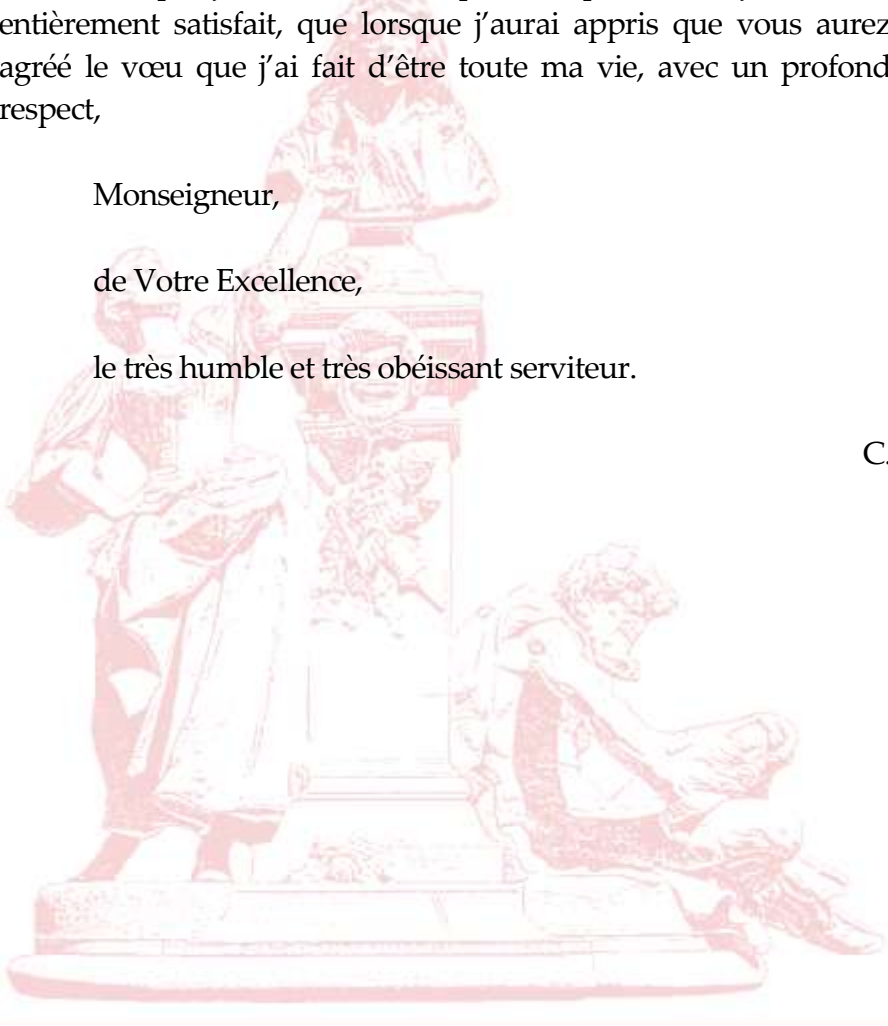 entièrement satisfait, que lorsque j’aurai appris que vous aurez
agréé le vœu que j’ai fait d’être toute ma vie, avec un profond
respect,
Monseigneur,
de Votre Excellence,
le très humble et très obéissant serviteur.
C.